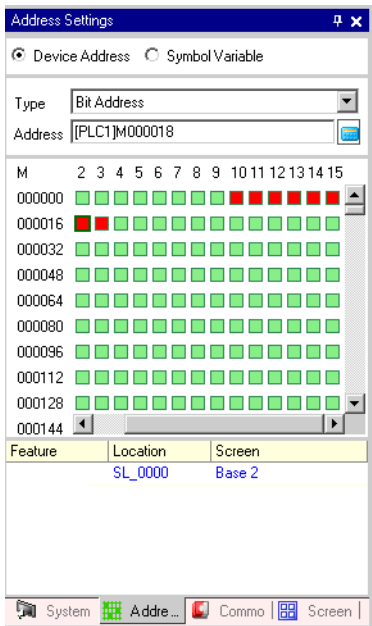 Address Settings
Device Address Symbol Variable
Type Bit Address
Address [PLC1]M000018
M 2 3 4 5 6 7 8 9 10 11 12 13 14 15
000000
000016
000032
000048
000064
000080
000096
000112
000128
000144
Feature Location Screen
SL_0000 Base 2
System Addre... Commo Screen